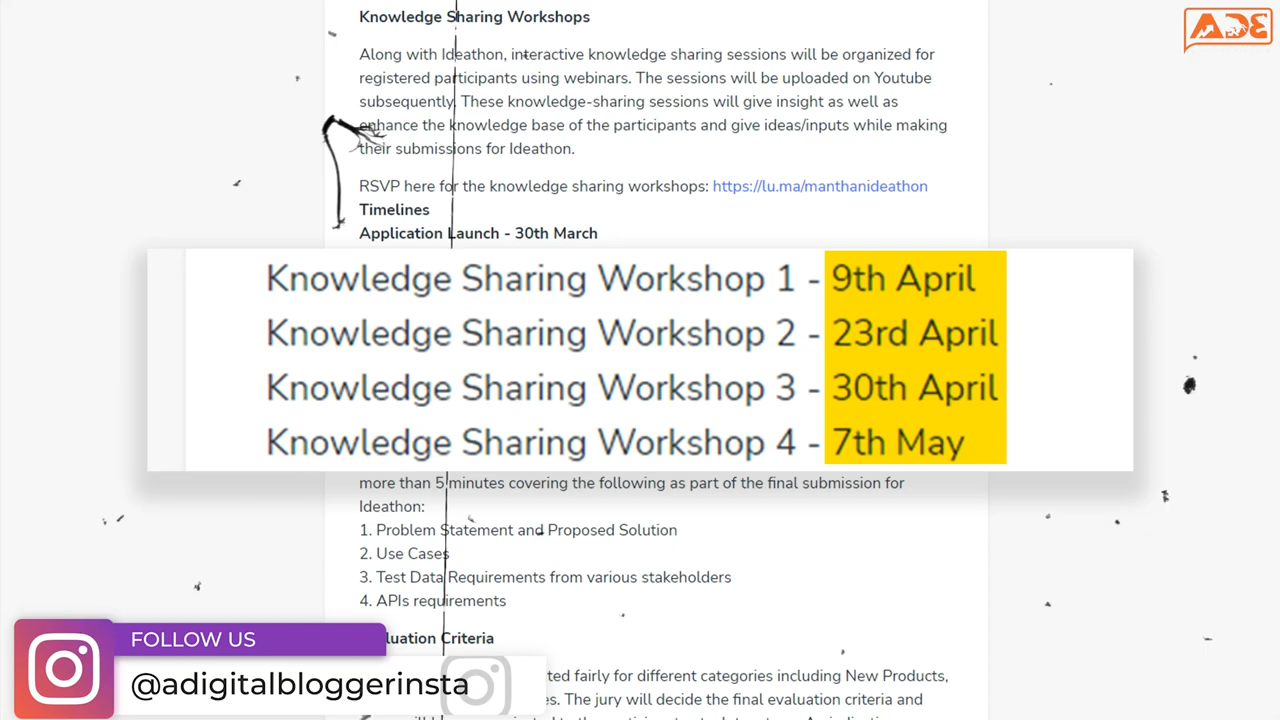 ADE
Knowledge Sharing Workshops
Along with Ideathon, interactive knowledge sharing sessions will be organized for
registered participants using webinars. The sessions will be uploaded on Youtube
subsequently. These knowledge-sharing sessions will give insight as well as
enhance the knowledge base of the participants and give ideas/inputs while making
their submissions for Ideathon.
RSVP here for the knowledge sharing workshops: https://lu.ma/manthanideathon
Timelines
Application Launch - 30th March
Knowledge Sharing Workshop 1 - 9th April
Knowledge Sharing Workshop 2 - 23rd April
Knowledge Sharing Workshop 3 - 30th April
Knowledge Sharing Workshop 4 - 7th May
more than 5 minutes covering the following as part of the final submission for
Ideathon:
1. Problem Statement and Proposed Solution
2. Use Cases
3. Test Data Requirements from various stakeholders
4. APIs requirements
luation Criteria
ted fairly for different categories including New Products,
es. The jury will decide the final evaluation criteria and
FOLLOW US
@adigitalbloggerinsta